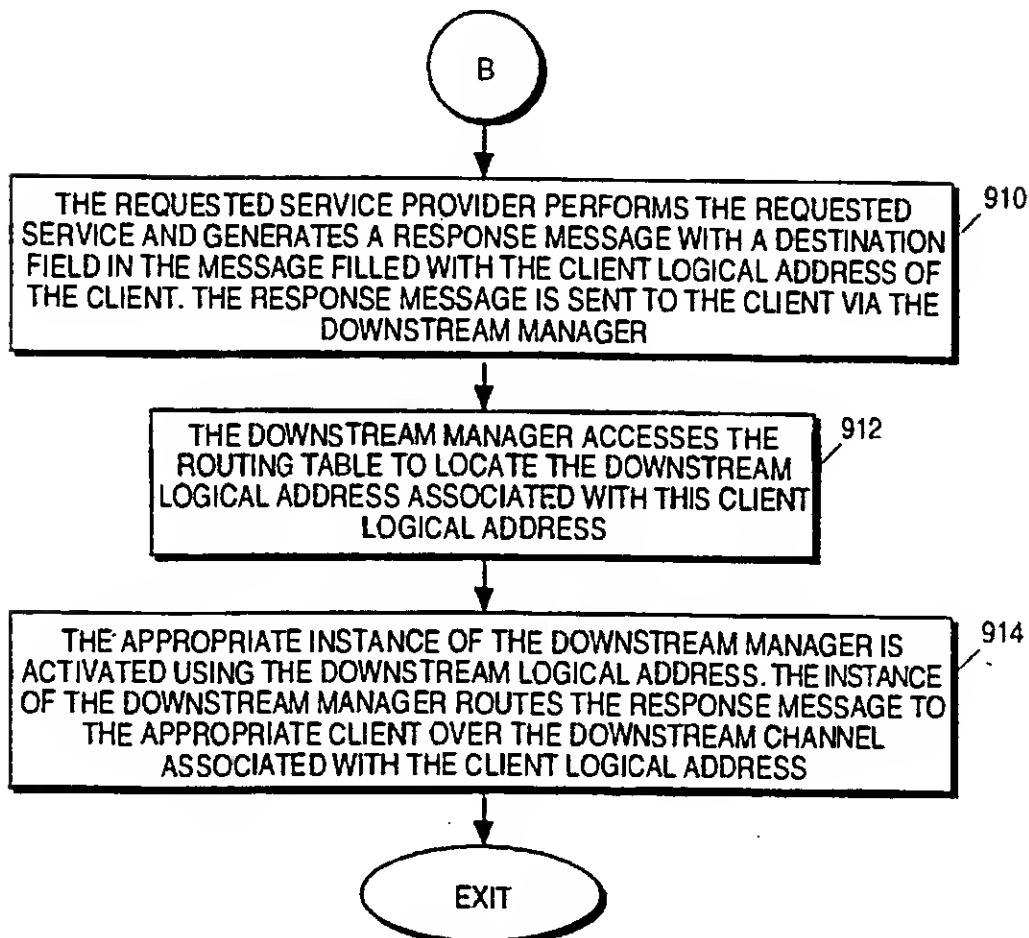 B
THE REQUESTED SERVICE PROVIDER PERFORMS THE REQUESTED
SERVICE AND GENERATES A RESPONSE MESSAGE WITH A DESTINATION
FIELD IN THE MESSAGE FILLED WITH THE CLIENT LOGICAL ADDRESS OF
THE CLIENT. THE RESPONSE MESSAGE IS SENT TO THE CLIENT VIA THE
DOWNSTREAM MANAGER
910
THE DOWNSTREAM MANAGER ACCESSES THE
ROUTING TABLE TO LOCATE THE DOWNSTREAM
LOGICAL ADDRESS ASSOCIATED WITH THIS CLIENT
LOGICAL ADDRESS
912
THE APPROPRIATE INSTANCE OF THE DOWNSTREAM MANAGER IS
ACTIVATED USING THE DOWNSTREAM LOGICAL ADDRESS. THE INSTANCE
OF THE DOWNSTREAM MANAGER ROUTES THE RESPONSE MESSAGE TO
THE APPROPRIATE CLIENT OVER THE DOWNSTREAM CHANNEL
ASSOCIATED WITH THE CLIENT LOGICAL ADDRESS
914
EXIT